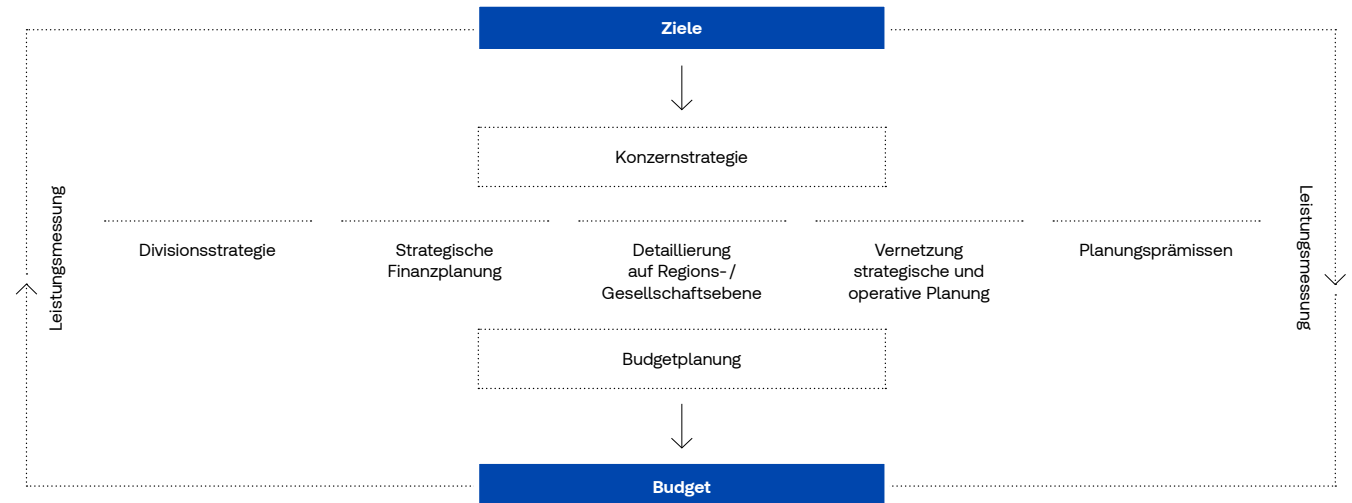 Ziele
Konzernstrategie
Leistungsmessung
Leistungsmessung
Divisionsstrategie
Strategische
Finanzplanung
Detaillierung
auf Regions- /
Gesellschaftsebene
Vernetzung
strategische und
operative Planung
Planungsprämissen
Budgetplanung
Budget